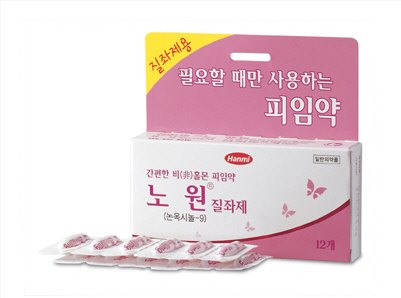 질좌제용
필요할 때만 사용하는
피임약
Hanmi
간편한 비(非)홀몬 피임약
일반의약품
노 원® 질좌제
(논옥시놀-9)
12개